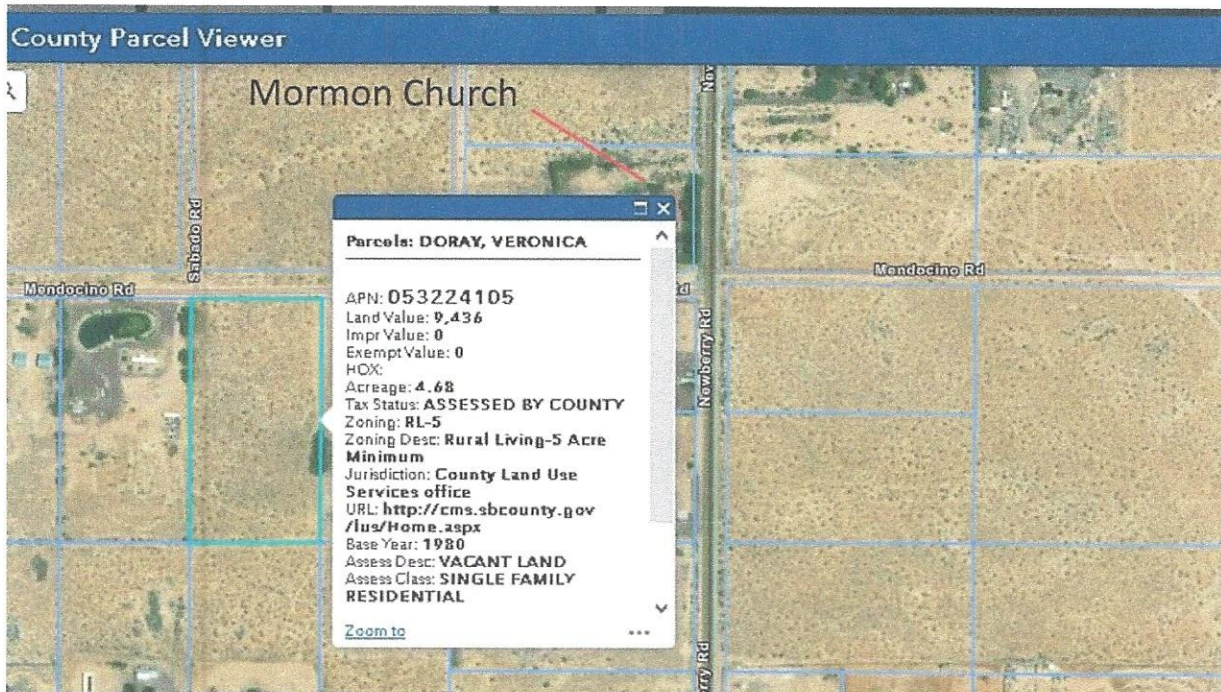 County Parcel Viewer
Mormon Church
Sabado Rd
Mendocino Rd
Mendocino Rd
Newberry Rd
Parcels: DORAY, VERONICA
APN: 053224105
Land Value: 9,436
Impr Value: 0
Exempt Value: 0
HOX:
Acreage: 4.68
Tax Status: ASSESSED BY COUNTY
Zoning: RL-5
Zoning Desc: Rural Living-5 Acre
Minimum
Jurisdiction: County Land Use
Services office
URL: http://cms.sbcounty.gov
/lus/Home.aspx
Base Year: 1980
Assess Desc: VACANT LAND
Assess Class: SINGLE FAMILY
RESIDENTIAL
Zoom to